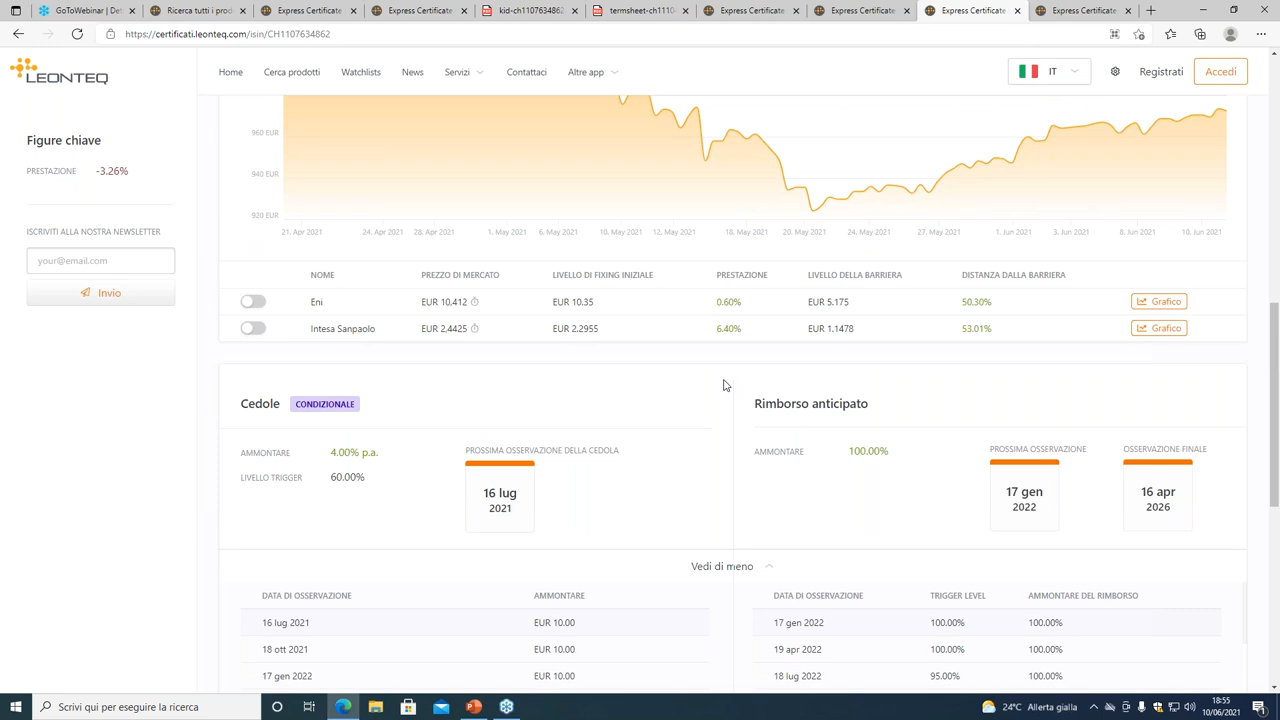 GoToWebinar | Des
Ricerca tutti i prod
Express Certificate
Express Certificate
kid-ch1107634862
termsheet-ch1107
Express Certificate
Express Certificate
Express Certificate
Express Certificate
https://certificati.leonteq.com/isin/CH1107634862
LEONTEQ
Home
Cerca prodotti
Watchlists
News
Servizi
Contattaci
Altre app
IT
Registrati
Accedi
Figure chiave
PRESTAZIONE -3.26%
ISCRIVITI ALLA NOSTRA NEWSLETTER
your@email.com
Invio
960 EUR
940 EUR
920 EUR
21. Apr 2021 24. Apr 2021 28. Apr 2021 1. May 2021 6. May 2021 10. May 2021 12. May 2021 18. May 2021 20. May 2021 24. May 2021 27. May 2021 1. Jun 2021 3. Jun 2021 8. Jun 2021 10. Jun 2021
NOME PREZZO DI MERCATO LIVELLO DI FIXING INIZIALE PRESTAZIONE LIVELLO DELLA BARRIERA DISTANZA DALLA BARRIERA
Eni EUR 10,412 EUR 10.35 0.60% EUR 5.175 50.30% Grafico
Intesa Sanpaolo EUR 2,4425 EUR 2.2955 6.40% EUR 1.1478 53.01% Grafico
Cedole CONDIZIONALE
AMMONTARE 4.00% p.a.
LIVELLO TRIGGER 60.00%
PROSSIMA OSSERVAZIONE DELLA CEDOLA
16 lug
2021
Rimborso anticipato
AMMONTARE 100.00%
PROSSIMA OSSERVAZIONE
17 gen
2022
OSSERVAZIONE FINALE
16 apr
2026
Vedi di meno
DATA DI OSSERVAZIONE AMMONTARE
16 lug 2021 EUR 10.00
18 ott 2021 EUR 10.00
17 gen 2022 EUR 10.00
DATA DI OSSERVAZIONE TRIGGER LEVEL AMMONTARE DEL RIMBORSO
17 gen 2022 100.00% 100.00%
19 apr 2022 100.00% 100.00%
18 lug 2022 95.00% 100.00%
Scrivi qui per eseguire la ricerca
24°C Allerta gialla
18:55
10/06/2021